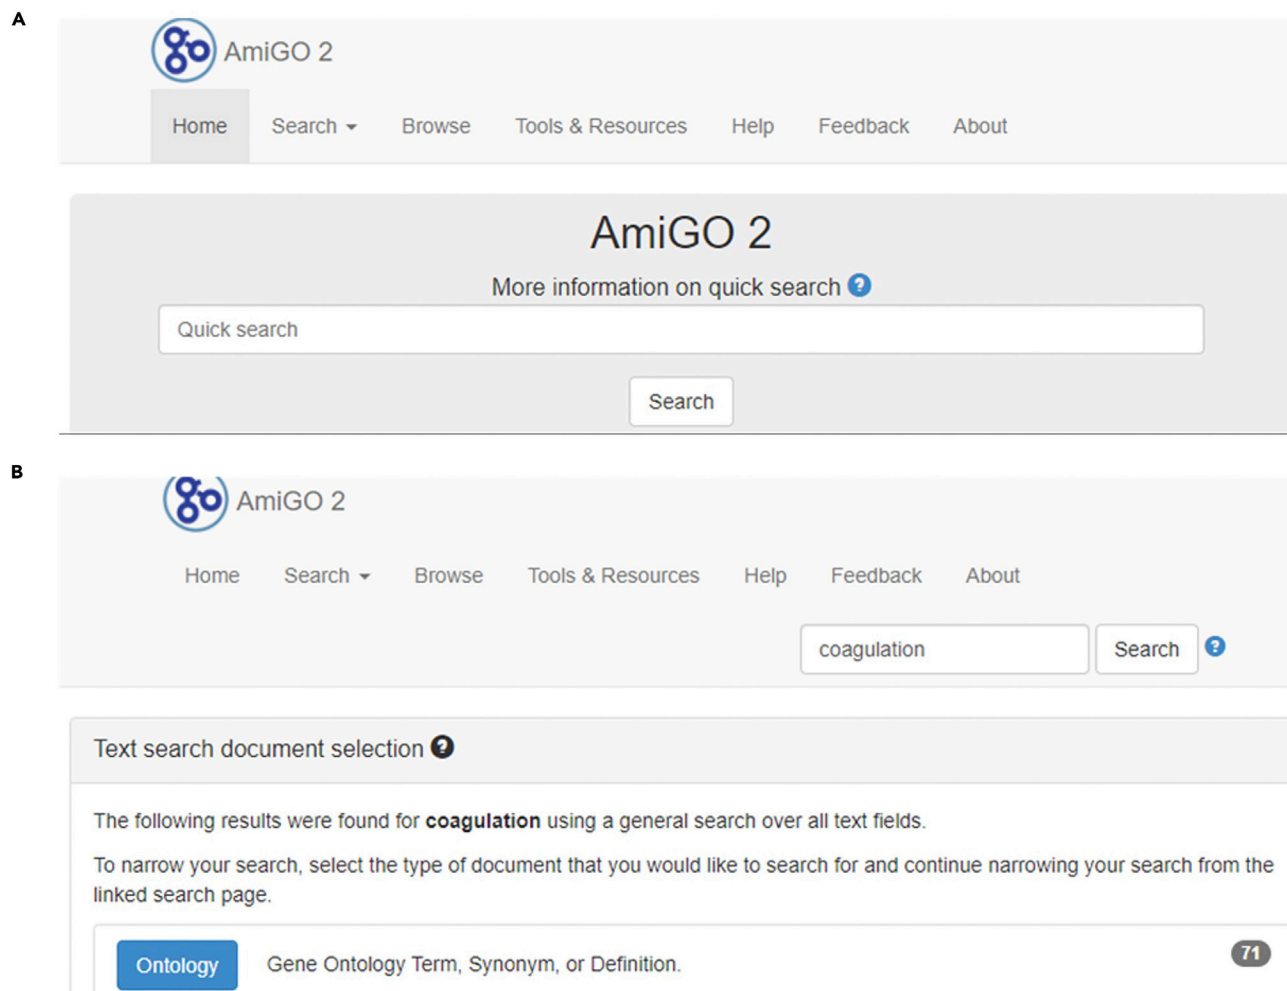 A
AmiGO 2
Home Search Browse Tools & Resources Help Feedback About
AmiGO 2
More information on quick search ?
Quick search
Search
B
AmiGO 2
Home Search Browse Tools & Resources Help Feedback About
coagulation Search ?
Text search document selection ?
The following results were found for coagulation using a general search over all text fields.
To narrow your search, select the type of document that you would like to search for and continue narrowing your search from the
linked search page.
Ontology Gene Ontology Term, Synonym, or Definition. 71